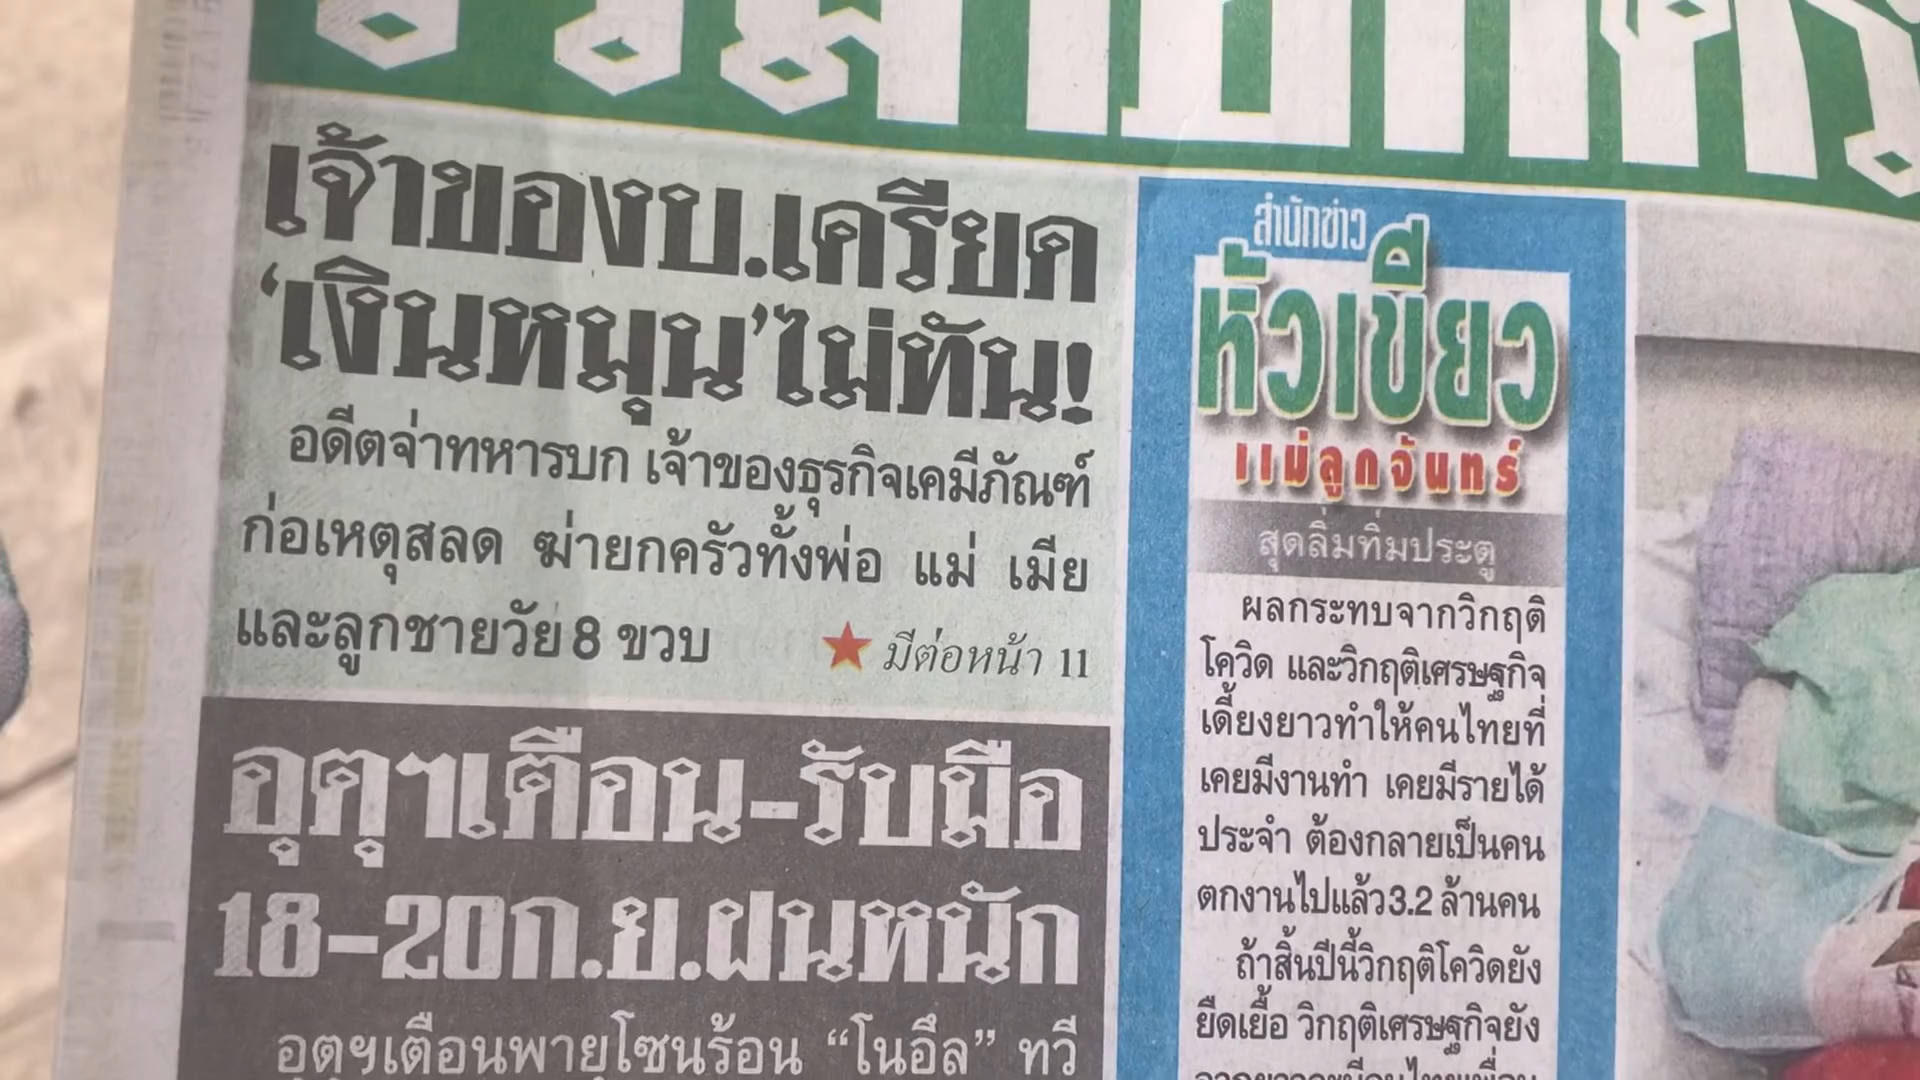 เจ้าของบ.เครียด
‘เงินหมุน’ไม่ทัน!
อดีตจ่าทหารบก เจ้าของธุรกิจเคมีภัณฑ์
ก่อเหตุสลด ฆ่ายกครัวทั้งพ่อ แม่ เมีย
และลูกชายวัย 8 ขวบ
★ มีต่อหน้า 11
อุตุฯเตือน-รับมือ
18-20ก.ย.ฝนหนัก
อุตุฯเตือนพายุโซนร้อน “โนอึล” ทวี
สำนักข่าว
หัวเขียว
แม่ลูกจันทร์
สุดลิ่มทิ่มประตู
ผลกระทบจากวิกฤติ
โควิด และวิกฤติเศรษฐกิจ
เดี้ยงยาวทำให้คนไทยที่
เคยมีงานทำ เคยมีรายได้
ประจำ ต้องกลายเป็นคน
ตกงานไปแล้ว3.2 ล้านคน
ถ้าสิ้นปีนี้วิกฤติโควิดยัง
ยืดเยื้อ วิกฤติเศรษฐกิจยัง